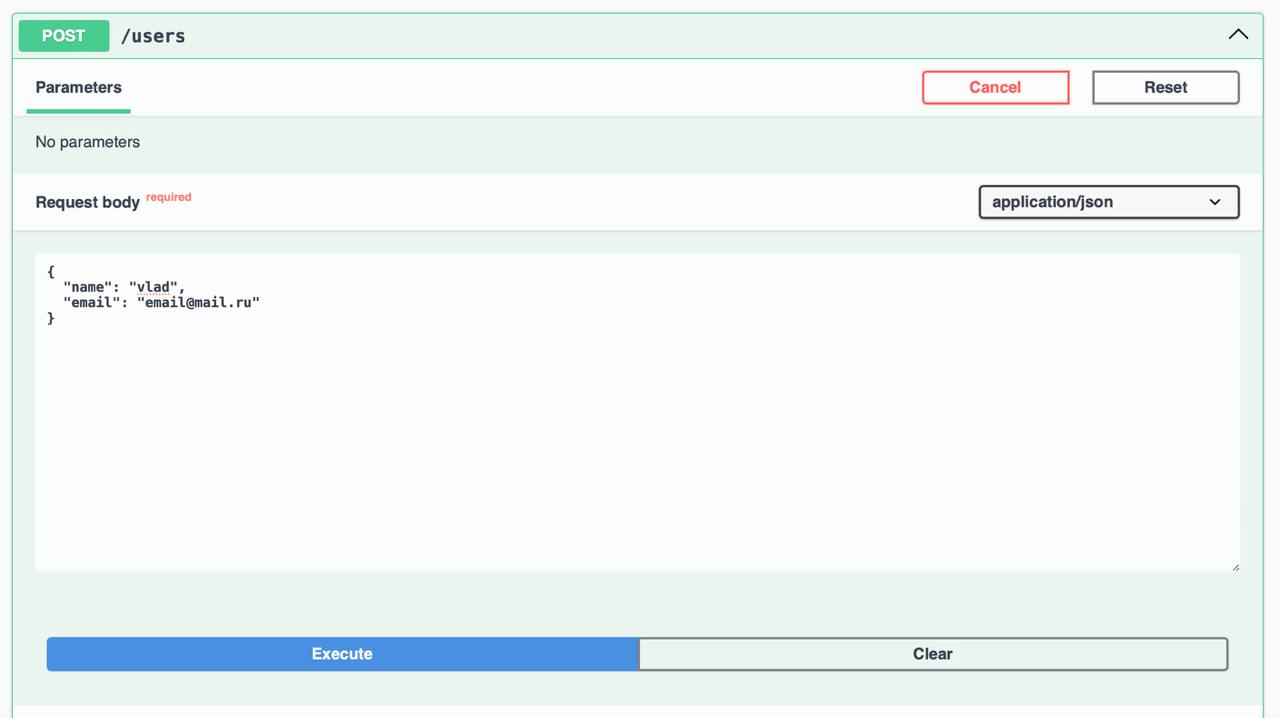 POST /users
Parameters Cancel Reset
No parameters
Request body required application/json
{
  "name": "vlad",
  "email": "email@mail.ru"
}
Execute Clear